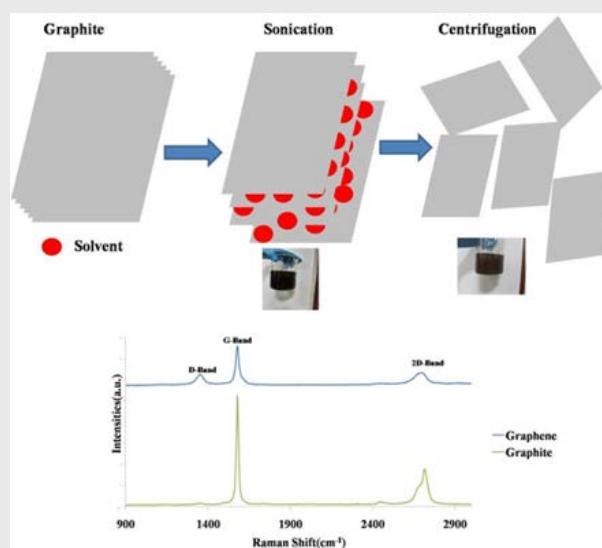 Graphite Sonication Centrifugation
Solvent
G-Band
D-Band
2D-Band
Intensitics(a.u.)
Graphene
Graphite
900 1400 1900 2400 2900
Raman Shift(cm⁻¹)